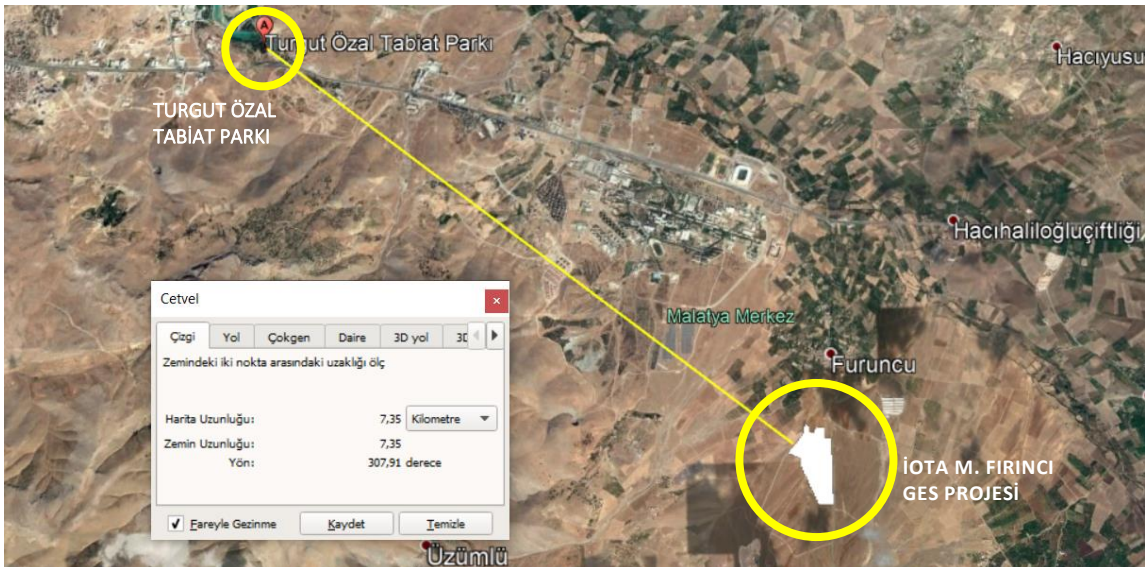 Turgut Özal Tabiat Parkı
A
Hacıyusu
TURGUT ÖZAL
TABİAT PARKI
Hacıhaliloğluçiftliği
Malatya Merkez
Furuncu
İOTA M. FIRINCI
GES PROJESİ
Üzümlü
Cetvel
Çizgi Yol Çokgen Daire 3D yol 3D
Zemindeki iki nokta arasındaki uzaklığı ölç
Harita Uzunluğu: 7,35 Kilometre
Zemin Uzunluğu: 7,35
Yön: 307,91 derece
Fareyle Gezinme Kaydet Temizle